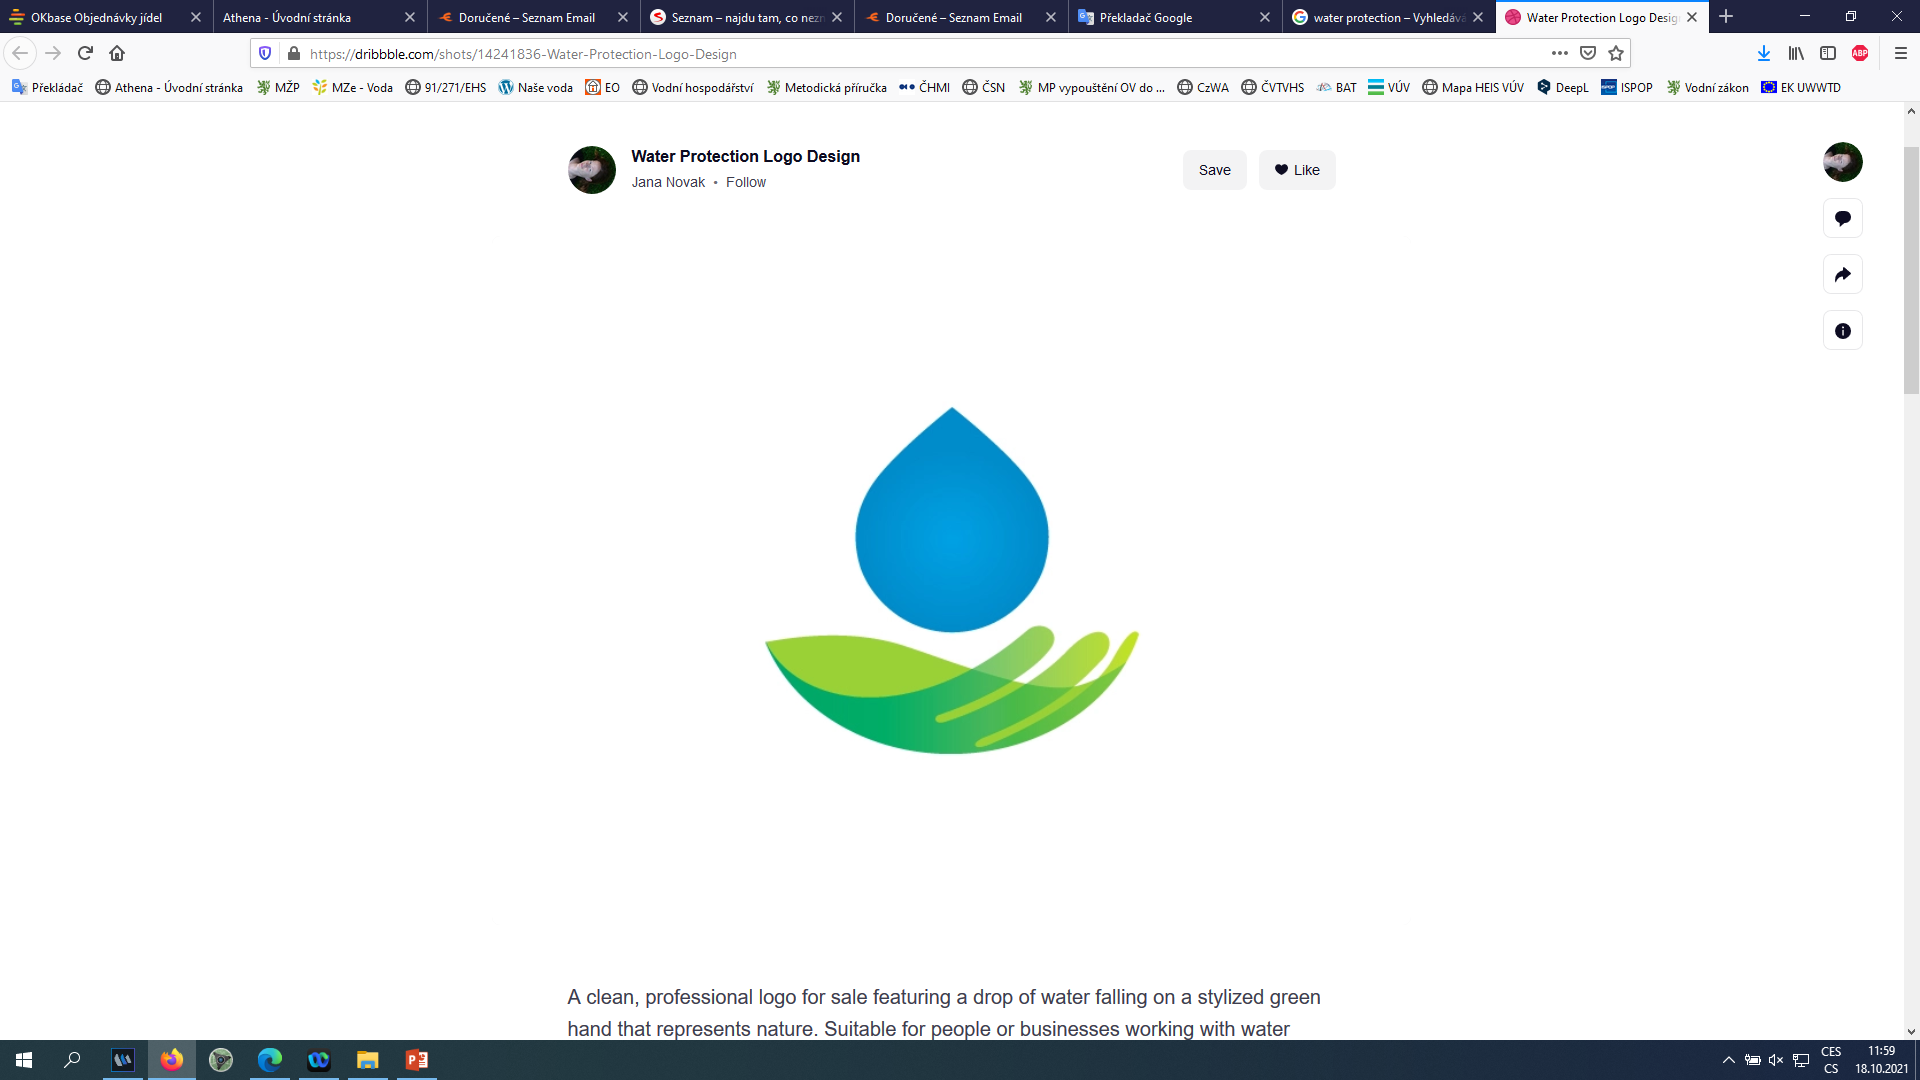 OKbase Objednávky jídel
Athena - Úvodní stránka
Doručené – Seznam Email
Seznam – najdu tam, co nezn
Doručené – Seznam Email
Překladač Google
water protection – Vyhledává
Water Protection Logo Desig
https://dribbble.com/shots/14241836-Water-Protection-Logo-Design
ABP
Překladač
Athena - Úvodní stránka
MŽP
MZe - Voda
91/271/EHS
Naše voda
EO
Vodní hospodářství
Metodická příručka
ČHMI
ČSN
MP vypouštění OV do ...
CzWA
ČVTVHS
BAT
VÚV
Mapa HEIS VÚV
DeepL
ISPOP
Vodní zákon
EK UWWTD
Water Protection Logo Design
Jana Novak • Follow
Save
Like
A clean, professional logo for sale featuring a drop of water falling on a stylized green
hand that represents nature. Suitable for people or businesses working with water
CES
CS
11:59
18.10.2021